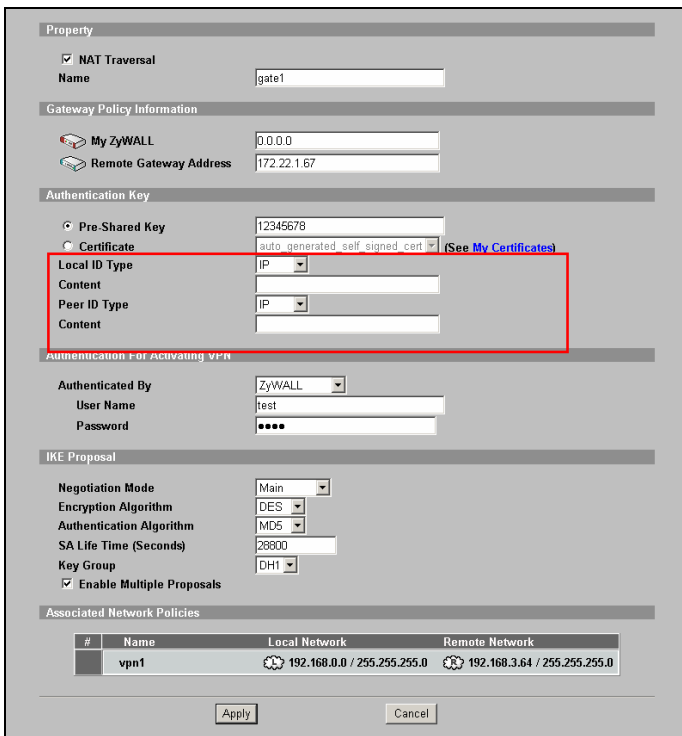 Property
NAT Traversal
Name gate1
Gateway Policy Information
My ZyWALL 0.0.0.0
Remote Gateway Address 172.22.1.67
Authentication Key
Pre-Shared Key 12345678
Certificate auto_generated_self_signed_cert (See My Certificates)
Local ID Type IP
Content
Peer ID Type IP
Content
Authentication For Activating VPN
Authenticated By ZyWALL
User Name test
Password ●●●●
IKE Proposal
Negotiation Mode Main
Encryption Algorithm DES
Authentication Algorithm MD5
SA Life Time (Seconds) 28800
Key Group DH1
Enable Multiple Proposals
Associated Network Policies
# Name Local Network Remote Network
vpn1 L 192.168.0.0 / 255.255.255.0 R 192.168.3.64 / 255.255.255.0
Apply Cancel